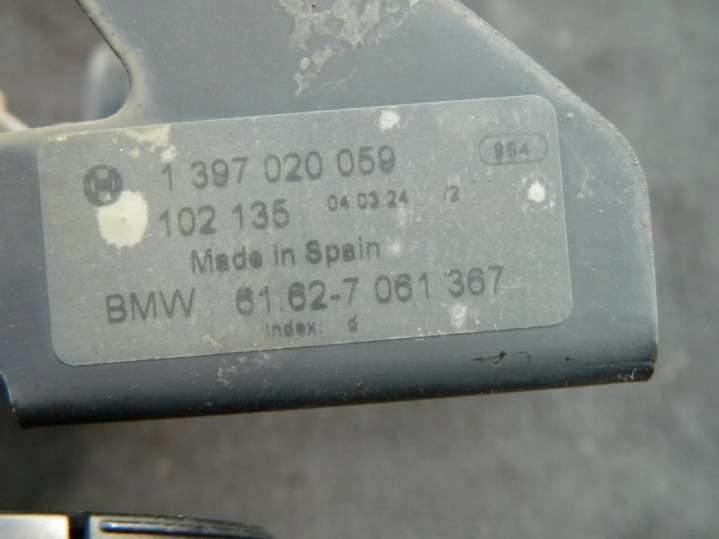 1 397 020 059 864
102 135 04 03 24 /2
Made in Spain
BMW 61.62-7 061 367
Index: d